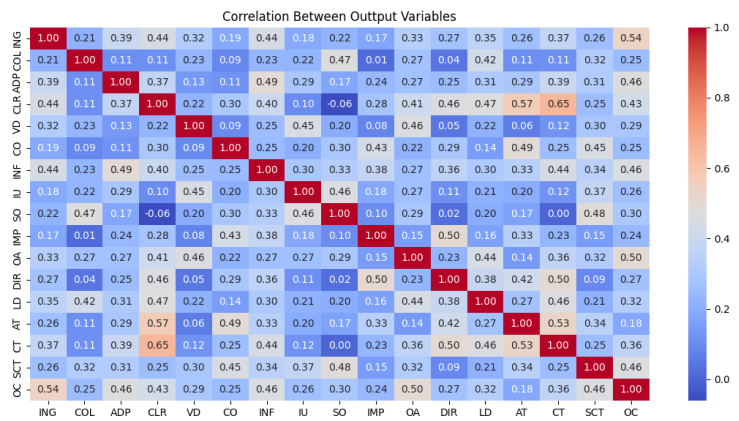 Correlation Between Outtput Variables
ING 1.00 0.21 0.39 0.44 0.32 0.19 0.44 0.18 0.22 0.17 0.33 0.27 0.35 0.26 0.37 0.26 0.54
COL 0.21 1.00 0.11 0.11 0.23 0.09 0.23 0.22 0.47 0.01 0.27 0.04 0.42 0.11 0.11 0.32 0.25
ADP 0.39 0.11 1.00 0.37 0.13 0.11 0.49 0.29 0.17 0.24 0.27 0.25 0.31 0.29 0.39 0.31 0.46
CLR 0.44 0.11 0.37 1.00 0.22 0.30 0.40 0.10 -0.06 0.28 0.41 0.46 0.47 0.57 0.65 0.25 0.43
VD 0.32 0.23 0.13 0.22 1.00 0.09 0.25 0.45 0.20 0.08 0.46 0.05 0.22 0.06 0.12 0.30 0.29
CO 0.19 0.09 0.11 0.30 0.09 1.00 0.25 0.20 0.30 0.43 0.22 0.29 0.14 0.49 0.25 0.45 0.25
INF 0.44 0.23 0.49 0.40 0.25 0.25 1.00 0.30 0.33 0.38 0.27 0.36 0.30 0.33 0.44 0.34 0.46
IU 0.18 0.22 0.29 0.10 0.45 0.20 0.30 1.00 0.46 0.18 0.27 0.11 0.21 0.20 0.12 0.37 0.26
SO 0.22 0.47 0.17 -0.06 0.20 0.30 0.33 0.46 1.00 0.10 0.29 0.02 0.20 0.17 0.00 0.48 0.30
IMP 0.17 0.01 0.24 0.28 0.08 0.43 0.38 0.18 0.10 1.00 0.15 0.50 0.16 0.33 0.23 0.15 0.24
OA 0.33 0.27 0.27 0.41 0.46 0.22 0.27 0.27 0.29 0.15 1.00 0.23 0.44 0.14 0.36 0.32 0.50
DIR 0.27 0.04 0.25 0.46 0.05 0.29 0.36 0.11 0.02 0.50 0.23 1.00 0.38 0.42 0.50 0.09 0.27
LD 0.35 0.42 0.31 0.47 0.22 0.14 0.30 0.21 0.20 0.16 0.44 0.38 1.00 0.27 0.46 0.21 0.32
AT 0.26 0.11 0.29 0.57 0.06 0.49 0.33 0.20 0.17 0.33 0.14 0.42 0.27 1.00 0.53 0.34 0.18
CT 0.37 0.11 0.39 0.65 0.12 0.25 0.44 0.12 0.00 0.23 0.36 0.50 0.46 0.53 1.00 0.25 0.36
SCT 0.26 0.32 0.31 0.25 0.30 0.45 0.34 0.37 0.48 0.15 0.32 0.09 0.21 0.34 0.25 1.00 0.46
OC 0.54 0.25 0.46 0.43 0.29 0.25 0.46 0.26 0.30 0.24 0.50 0.27 0.32 0.18 0.36 0.46 1.00
ING COL ADP CLR VD CO INF IU SO IMP OA DIR LD AT CT SCT OC
1.0
0.8
0.6
0.4
0.2
0.0